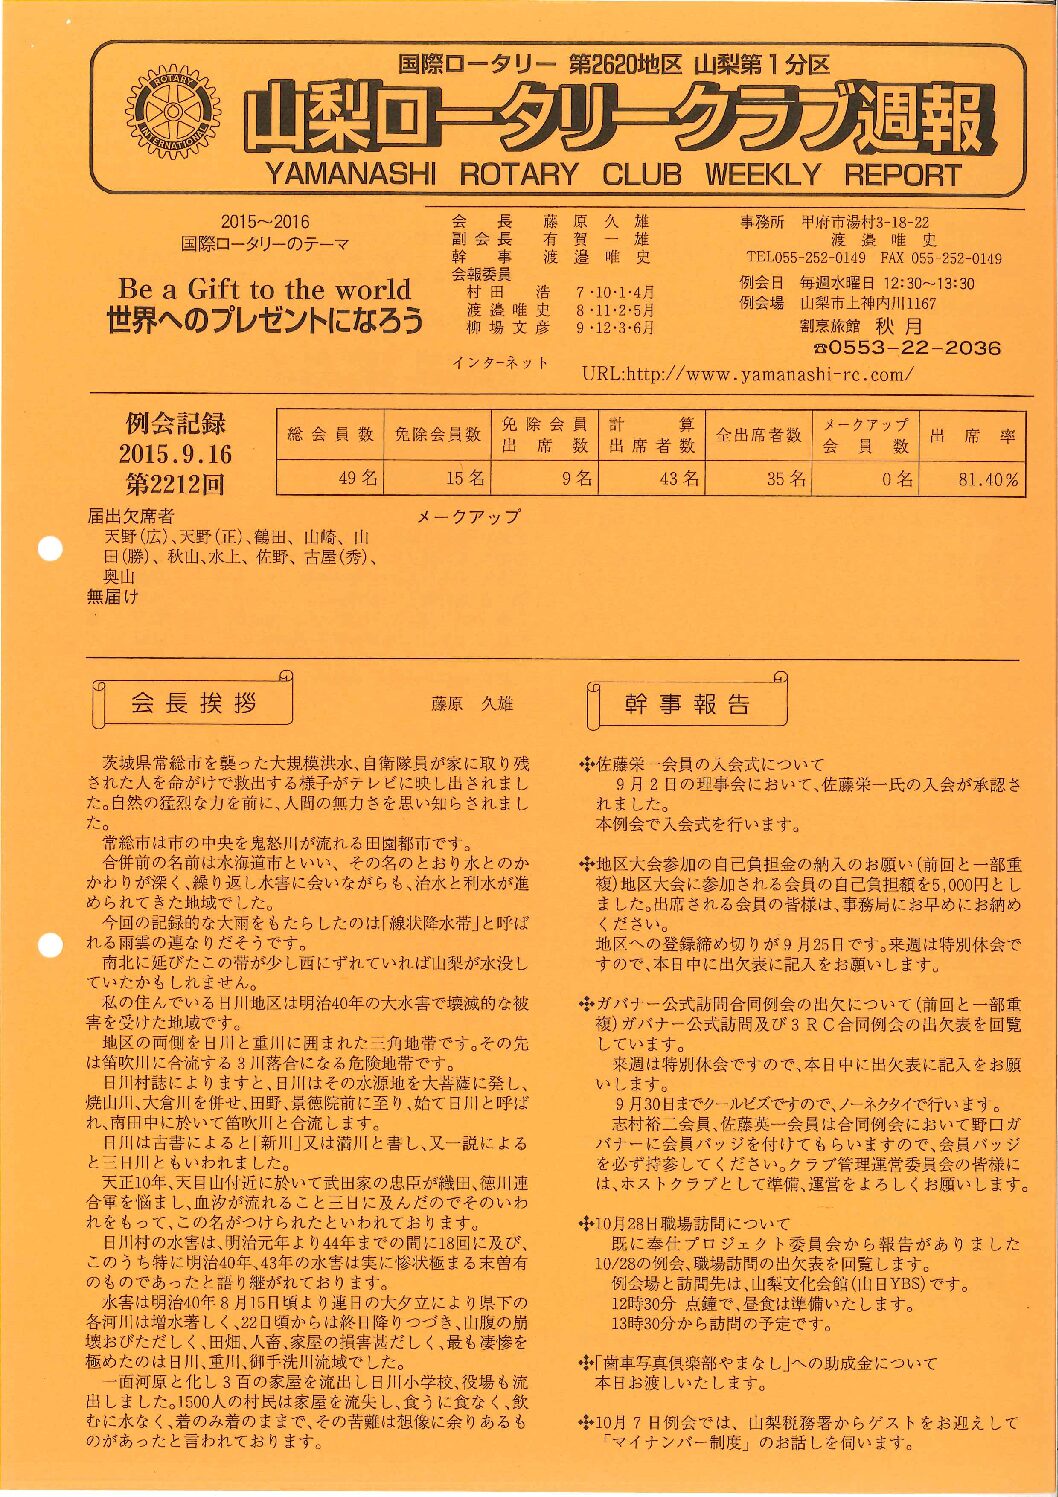 国際ロータリー 第2620地区 山梨第1分区
ROTARY INTERNATIONAL
山梨ロータリークラブ週報
YAMANASHI ROTARY CLUB WEEKLY REPORT
2015～2016
国際ロータリーのテーマ
Be a Gift to the world
世界へのプレゼントになろう
会長 藤原久雄
副会長 有賀一雄
幹事 渡邉唯史
会報委員
村田 浩 7・10・1・4月
渡邉唯史 8・11・2・5月
柳場文彦 9・12・3・6月
インターネット URL:http://www.yamanashi-rc.com/
事務所 甲府市湯村3-18-22
渡邉唯史
TEL055-252-0149 FAX 055-252-0149
例会日 毎週水曜日 12:30～13:30
例会場 山梨市上神内川1167
割烹旅館 秋月
☎0553-22-2036
例会記録
2015.9.16
第2212回
総会員数 免除会員数 免除会員出席数 計算出席者数 全出席者数 メークアップ会員数 出席率
49名 15名 9名 43名 35名 0名 81.40%
届出欠席者
天野(広)、天野(正)、鶴田、山崎、山
田(勝)、秋山、水上、佐野、古屋(秀)、
奥山
無届け
メークアップ
会長挨拶 藤原 久雄
茨城県常総市を襲った大規模洪水、自衛隊員が家に取り残
された人を命がけで救出する様子がテレビに映し出されまし
た。自然の猛烈な力を前に、人間の無力さを思い知らされまし
た。
常総市は市の中央を鬼怒川が流れる田園都市です。
合併前の名前は水海道市といい、その名のとおり水とのか
かわりが深く、繰り返し水害に会いながらも、治水と利水が進
められてきた地域でした。
今回の記録的な大雨をもたらしたのは「線状降水帯」と呼ば
れる雨雲の連なりだそうです。
南北に延びたこの帯が少し西にずれていれば山梨が水没し
ていたかもしれません。
私の住んでいる日川地区は明治40年の大水害で壊滅的な被
害を受けた地域です。
地区の両側を日川と重川に囲まれた三角地帯です。その先
は笛吹川に合流する3川落合になる危険地帯です。
日川村誌によりますと、日川はその水源地を大菩薩に発し、
焼山川、大倉川を併せ、田野、景徳院前に至り、始て日川と呼ば
れ、南田中に於いて笛吹川と合流します。
日川は古書によると「新川」又は満川と書し、又一説による
と三日川ともいわれました。
天正10年、天目山付近に於いて武田家の忠臣が織田、徳川連
合軍を悩まし、血汐が流れること三日に及んだのでそのいわ
れをもって、この名がつけられたといわれております。
日川村の水害は、明治元年より44年までの間に18回に及び、
このうち特に明治40年、43年の水害は実に惨状極まる末曽有
のものであったと語り継がれております。
水害は明治40年8月15日頃より連日の大夕立により県下の
各河川は増水著しく、22日頃からは終日降りつづき、山腹の崩
壊おびただしく、田畑、人畜、家屋の損害甚だしく、最も凄惨を
極めたのは日川、重川、御手洗川流域でした。
一面河原と化し3百の家屋を流出し日川小学校、役場も流
出しました。1500人の村民は家屋を流失し、食うに食なく、飲
むに水なく、着のみ着のままで、その苦難は想像に余りあるも
のがあったと言われております。
幹事報告
✣佐藤栄一会員の入会式について
9月2日の理事会において、佐藤栄一氏の入会が承認さ
れました。
本例会で入会式を行います。
✣地区大会参加の自己負担金の納入のお願い(前回と一部重
複)地区大会に参加される会員の自己負担額を5,000円とし
ました。出席される会員の皆様は、事務局にお早めにお納め
ください。
地区への登録締め切りが9月25日です。来週は特別休会で
すので、本日中に出欠表に記入をお願いします。
✣ガバナー公式訪問合同例会の出欠について(前回と一部重
複)ガバナー公式訪問及び3RC合同例会の出欠表を回覧
しています。
来週は特別休会ですので、本日中に出欠表に記入をお願
いします。
9月30日までクールビズですので、ノーネクタイで行います。
志村裕二会員、佐藤英一会員は合同例会において野口ガ
バナーに会員バッジを付けてもらいますので、会員バッジ
を必ず持参してください。クラブ管理運営委員会の皆様に
は、ホストクラブとして準備、運営をよろしくお願いします。
✣10月28日職場訪問について
既に奉仕プロジェクト委員会から報告がありました
10/28の例会、職場訪問の出欠表を回覧します。
例会場と訪問先は、山梨文化会館(山日YBS)です。
12時30分 点鐘で、昼食は準備いたします。
13時30分から訪問の予定です。
✣「歯車写真倶楽部やまなし」への助成金について
本日お渡しいたします。
✣10月7日例会では、山梨税務署からゲストをお迎えして
「マイナンバー制度」のお話しを伺います。